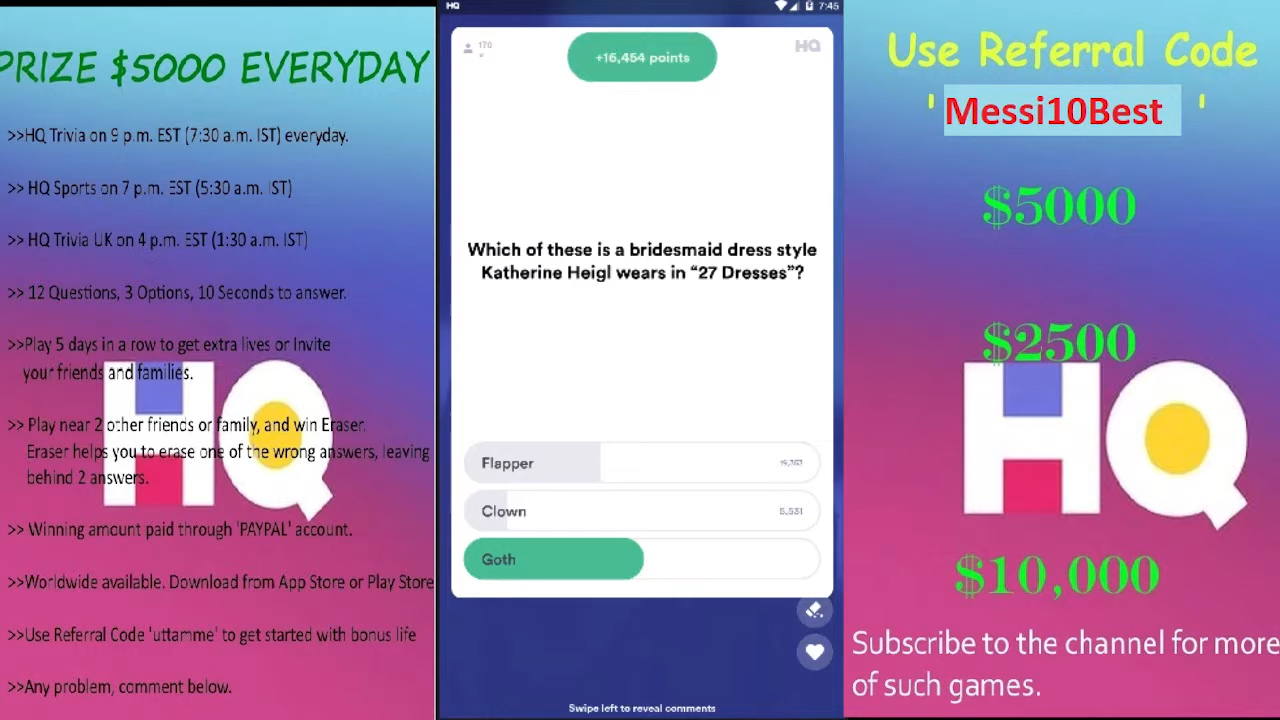 PRIZE $5000 EVERYDAY
>>HQ Trivia on 9 p.m. EST (7:30 a.m. IST) everyday.
>> HQ Sports on 7 p.m. EST (5:30 a.m. IST)
>> HQ Trivia UK on 4 p.m. EST (1:30 a.m. IST)
>> 12 Questions, 3 Options, 10 Seconds to answer.
>>Play 5 days in a row to get extra lives or Invite
your friends and families.
>> Play near 2 other friends or family, and win Eraser.
Eraser helps you to erase one of the wrong answers, leaving
behind 2 answers.
>> Winning amount paid through 'PAYPAL' account.
>>Worldwide available. Download from App Store or Play Store
>>Use Referral Code 'uttamme' to get started with bonus life
>>Any problem, comment below.
HQ
HQ
7:45
170
+16,454 points
HQ
Which of these is a bridesmaid dress style
Katherine Heigl wears in “27 Dresses”?
Flapper
Clown
5,531
Goth
Swipe left to reveal comments
Use Referral Code
' Messi10Best '
$5000
$2500
HQ
$10,000
Subscribe to the channel for more
of such games.